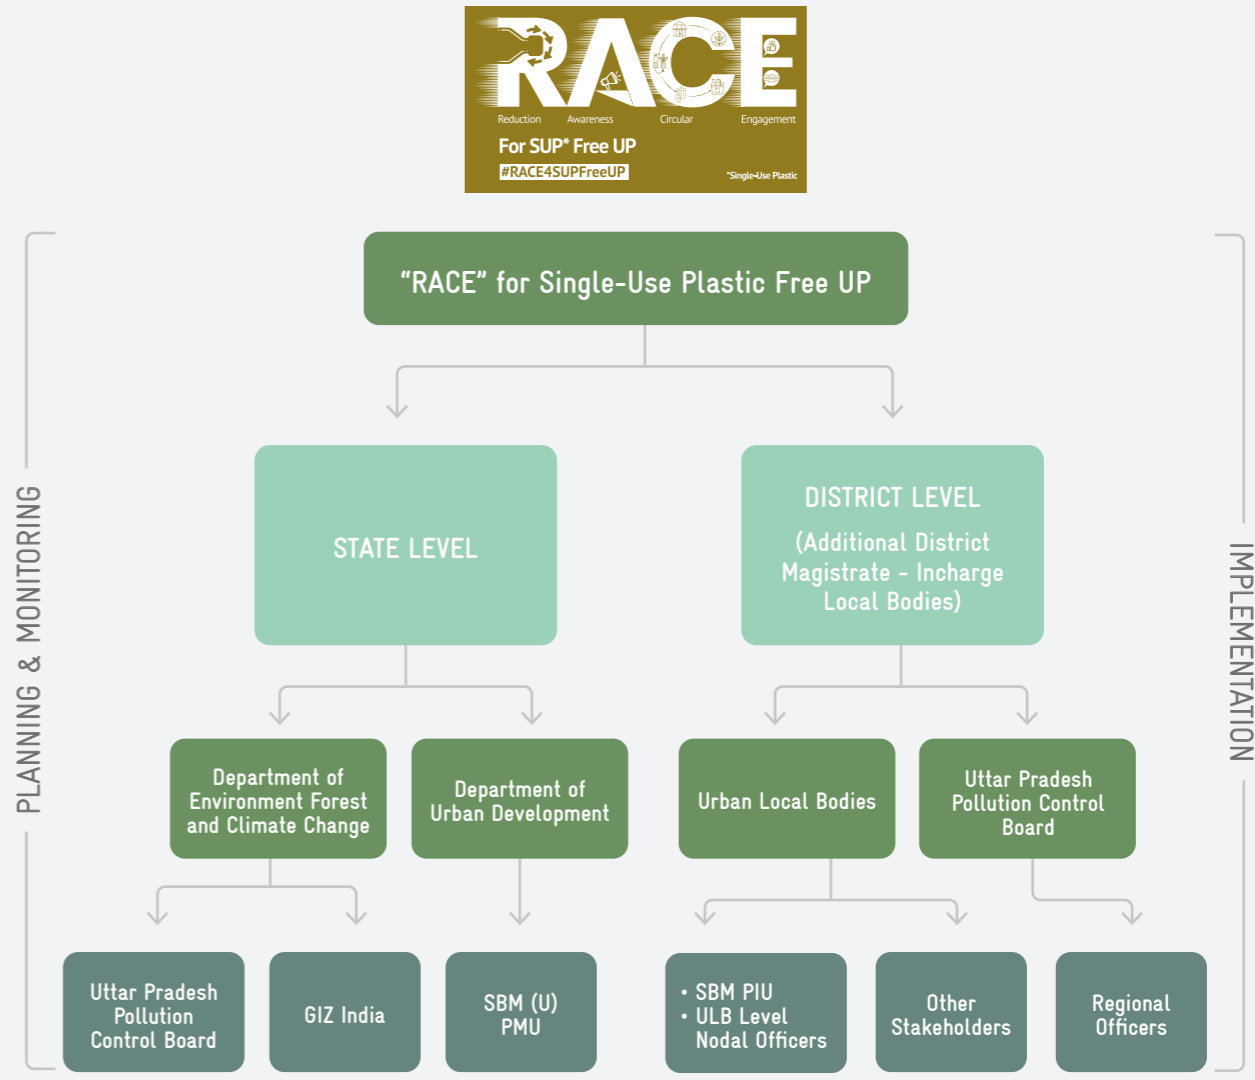 RACE
Reduction Awareness Circular Engagement
For SUP* Free UP
#RACE4SUPFreeUP
*Single-Use Plastic
“RACE” for Single-Use Plastic Free UP
PLANNING & MONITORING
IMPLEMENTATION
STATE LEVEL
DISTRICT LEVEL
(Additional District
Magistrate - Incharge
Local Bodies)
Department of
Environment Forest
and Climate Change
Department of
Urban Development
Urban Local Bodies
Uttar Pradesh
Pollution Control
Board
Uttar Pradesh
Pollution
Control Board
GIZ India
SBM (U)
PMU
• SBM PIU
• ULB Level
Nodal Officers
Other
Stakeholders
Regional
Officers